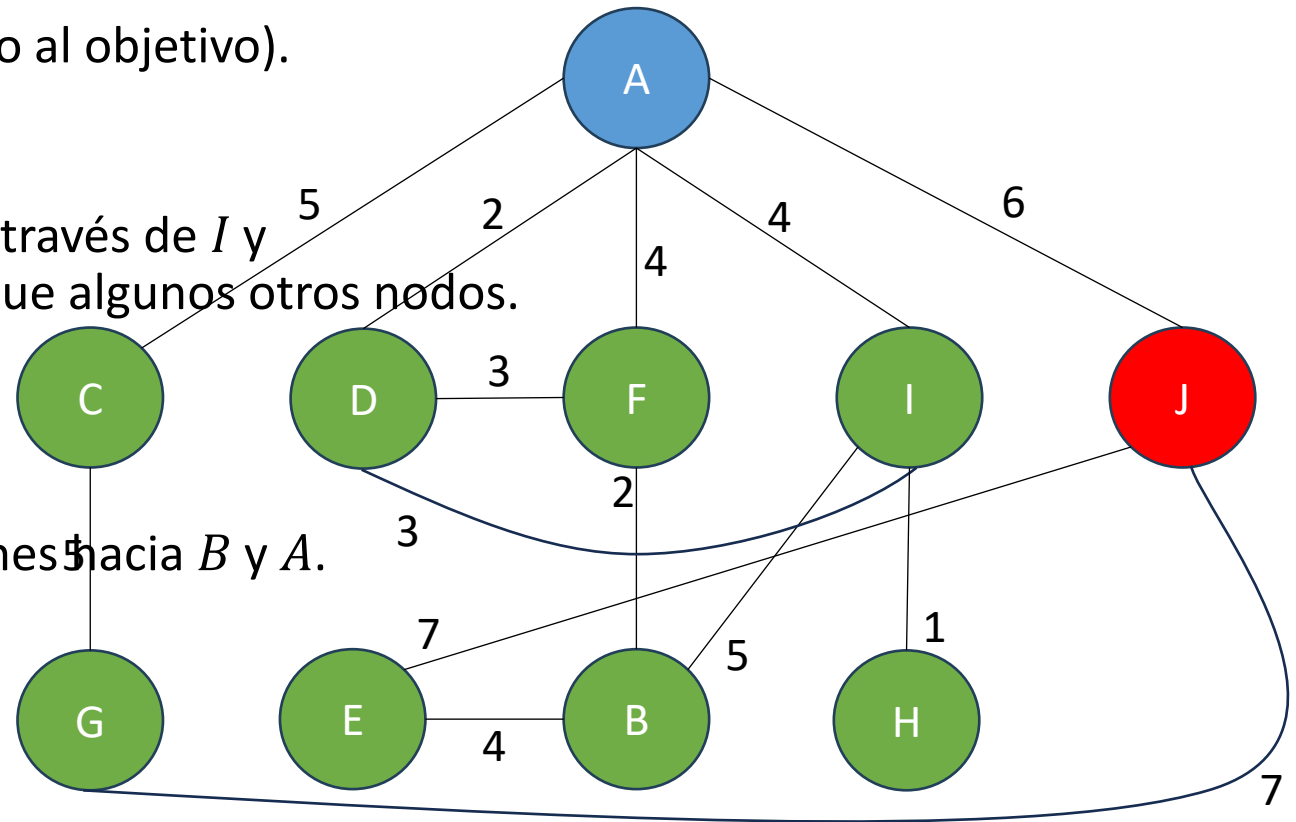 o al objetivo).
A
5
2
4
4
6
través de I y
ue algunos otros nodos.
C
D
3
F
I
J
2
3
5
nes hacia B y A.
7
5
1
G
E
4
B
H
7